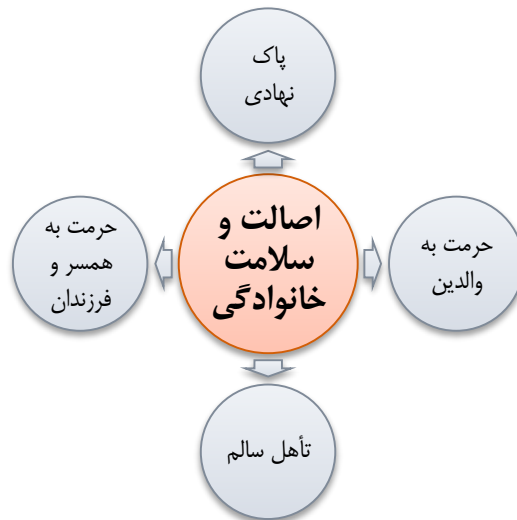 پاک
نهادی
اصالت و
سلامت
خانوادگی
حرمت به
والدین
تأهل سالم
حرمت به
همسر و
فرزندان